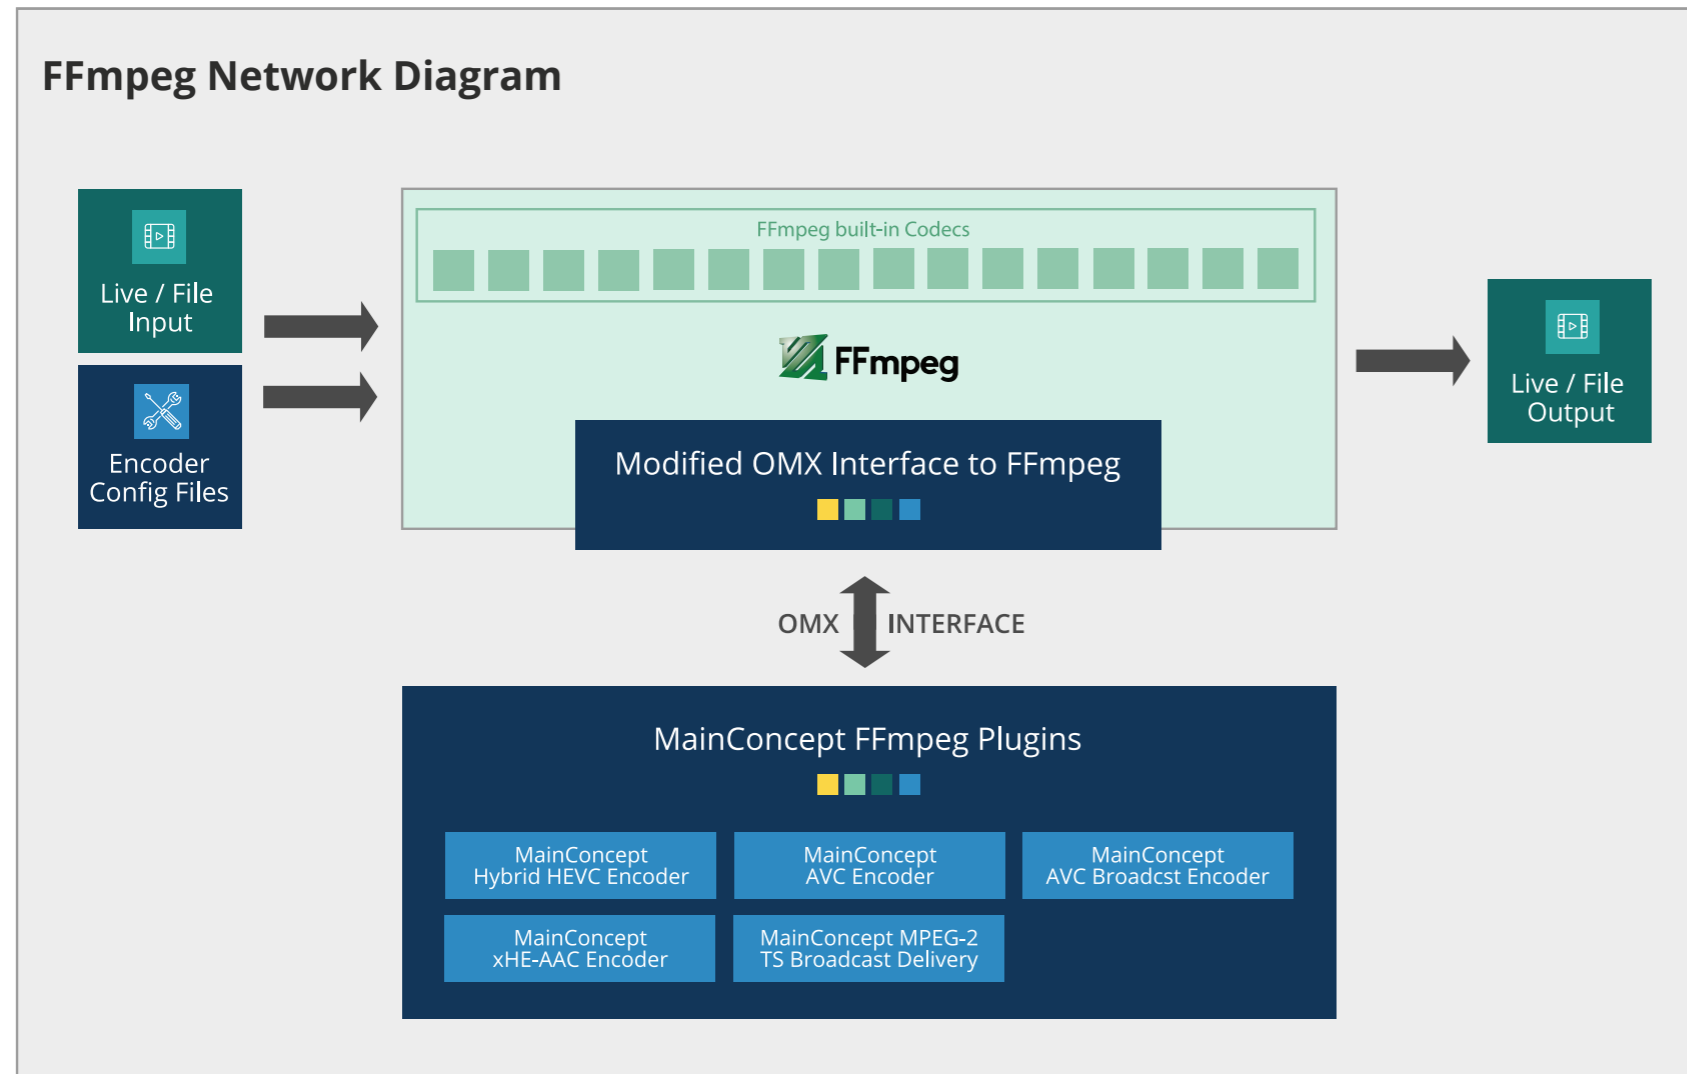 FFmpeg Network Diagram
Live / File
Input
Encoder
Config Files
FFmpeg built-in Codecs
FFmpeg
Modified OMX Interface to FFmpeg
Live / File
Output
OMX INTERFACE
MainConcept FFmpeg Plugins
MainConcept
Hybrid HEVC Encoder
MainConcept
AVC Encoder
MainConcept
AVC Broadcst Encoder
MainConcept
xHE-AAC Encoder
MainConcept MPEG-2
TS Broadcast Delivery